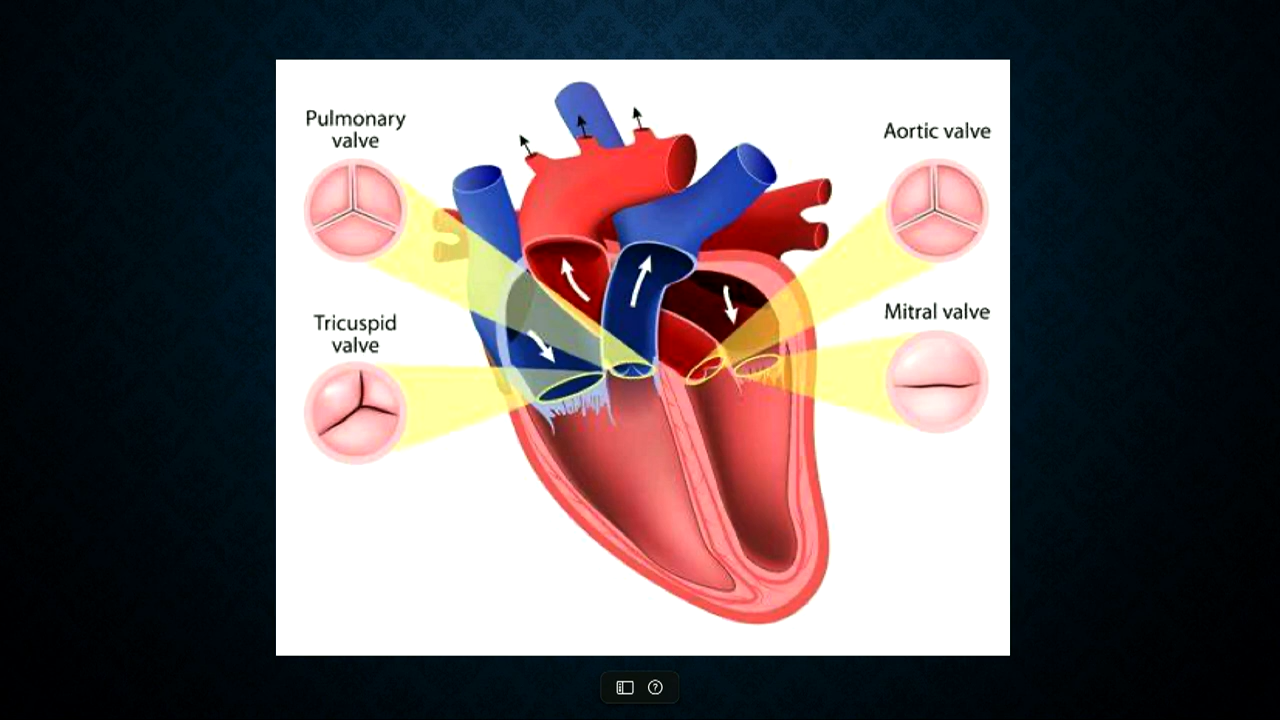 Pulmonary
valve
Aortic valve
Tricuspid
valve
Mitral valve